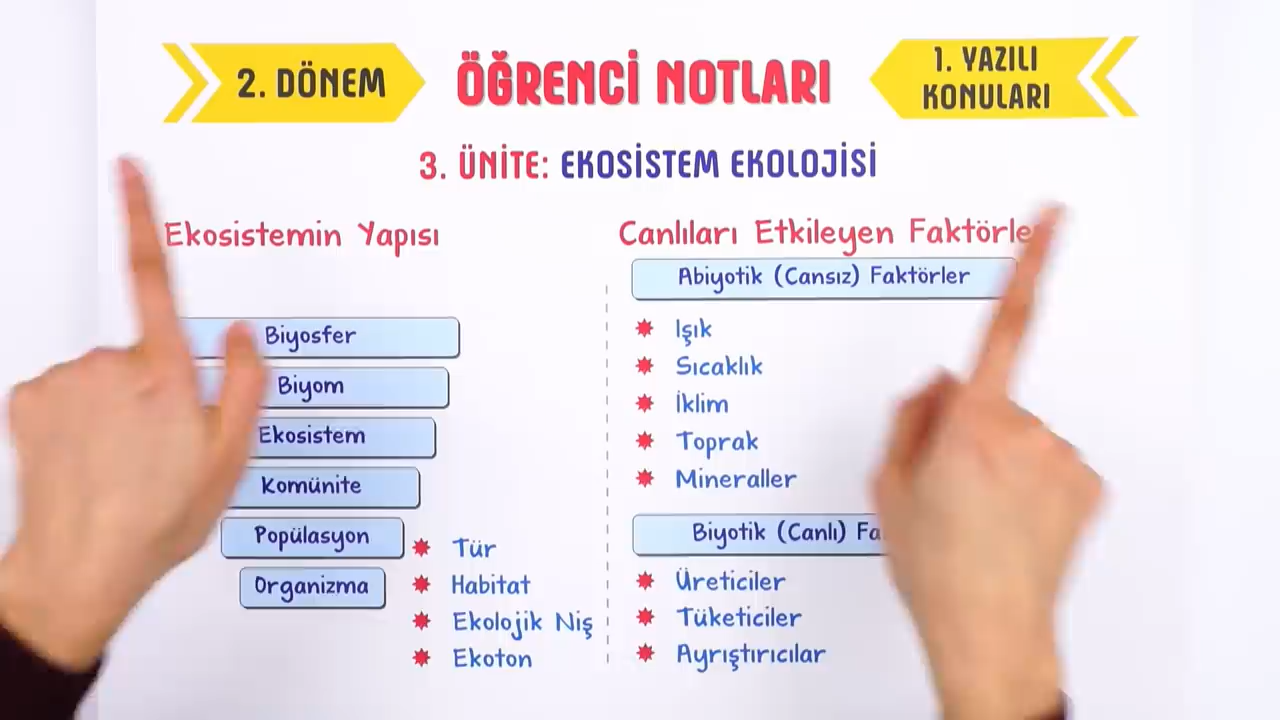 2. DÖNEM
ÖĞRENCİ NOTLARI
1. YAZILI
KONULARI
3. ÜNİTE: EKOSİSTEM EKOLOJİSİ
Ekosistemin Yapısı
Biyosfer
Biyom
Ekosistem
Komünite
Popülasyon
Organizma
Tür
Habitat
Ekolojik Niş
Ekoton
Canlıları Etkileyen
Abiyotik (Cansız) Faktörler
Işık
Sıcaklık
İklim
Toprak
Mineraller
Biyotik (Canlı)
Üreticiler
Tüketiciler
Ayrıştırıcılar